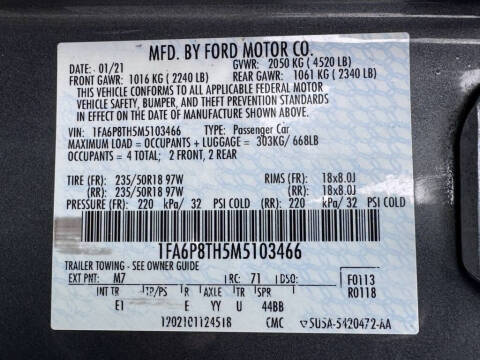 MFD. BY FORD MOTOR CO.
DATE: 01/21 GVWR: 2050 KG ( 4520 LB)
FRONT GAWR: 1016 KG ( 2240 LB) REAR GAWR: 1061 KG ( 2340 LB)
THIS VEHICLE CONFORMS TO ALL APPLICABLE FEDERAL MOTOR
VEHICLE SAFETY, BUMPER, AND THEFT PREVENTION STANDARDS
IN EFFECT ON THE DATE OF MANUFACTURE SHOWN ABOVE.
VIN: 1FA6P8TH5M5103466 TYPE: Passenger Car
MAXIMUM LOAD = OCCUPANTS + LUGGAGE = 303KG/ 668LB
OCCUPANTS = 4 TOTAL; 2 FRONT, 2 REAR
TIRE (FR): 235/50R18 97W RIMS (FR): 18x8.0J
(RR): 235/50R18 97W (RR): 18x8.0J
PRESSURE (FR): 220 kPa/ 32 PSI COLD (RR): 220 kPa/ 32 PSI COLD
1FA6P8TH5M5103466
TRAILER TOWING - SEE OWNER GUIDE
EXT PNT: M7 RC: 71 DSO: F0113
INT TR TP/PS R AXLE TR SPR R0118
EI E YY U 44BB
1202101124518 CMC SU5A-5420472-AA